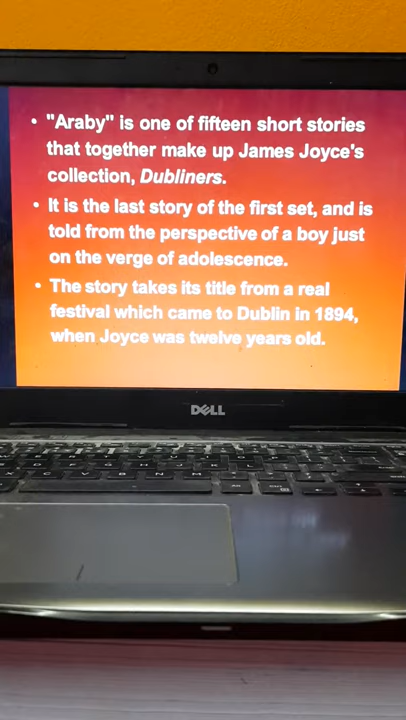 • "Araby" is one of fifteen short stories
that together make up James Joyce's
collection, Dubliners.
• It is the last story of the first set, and is
told from the perspective of a boy just
on the verge of adolescence.
• The story takes its title from a real
festival which came to Dublin in 1894,
when Joyce was twelve years old.
DELL